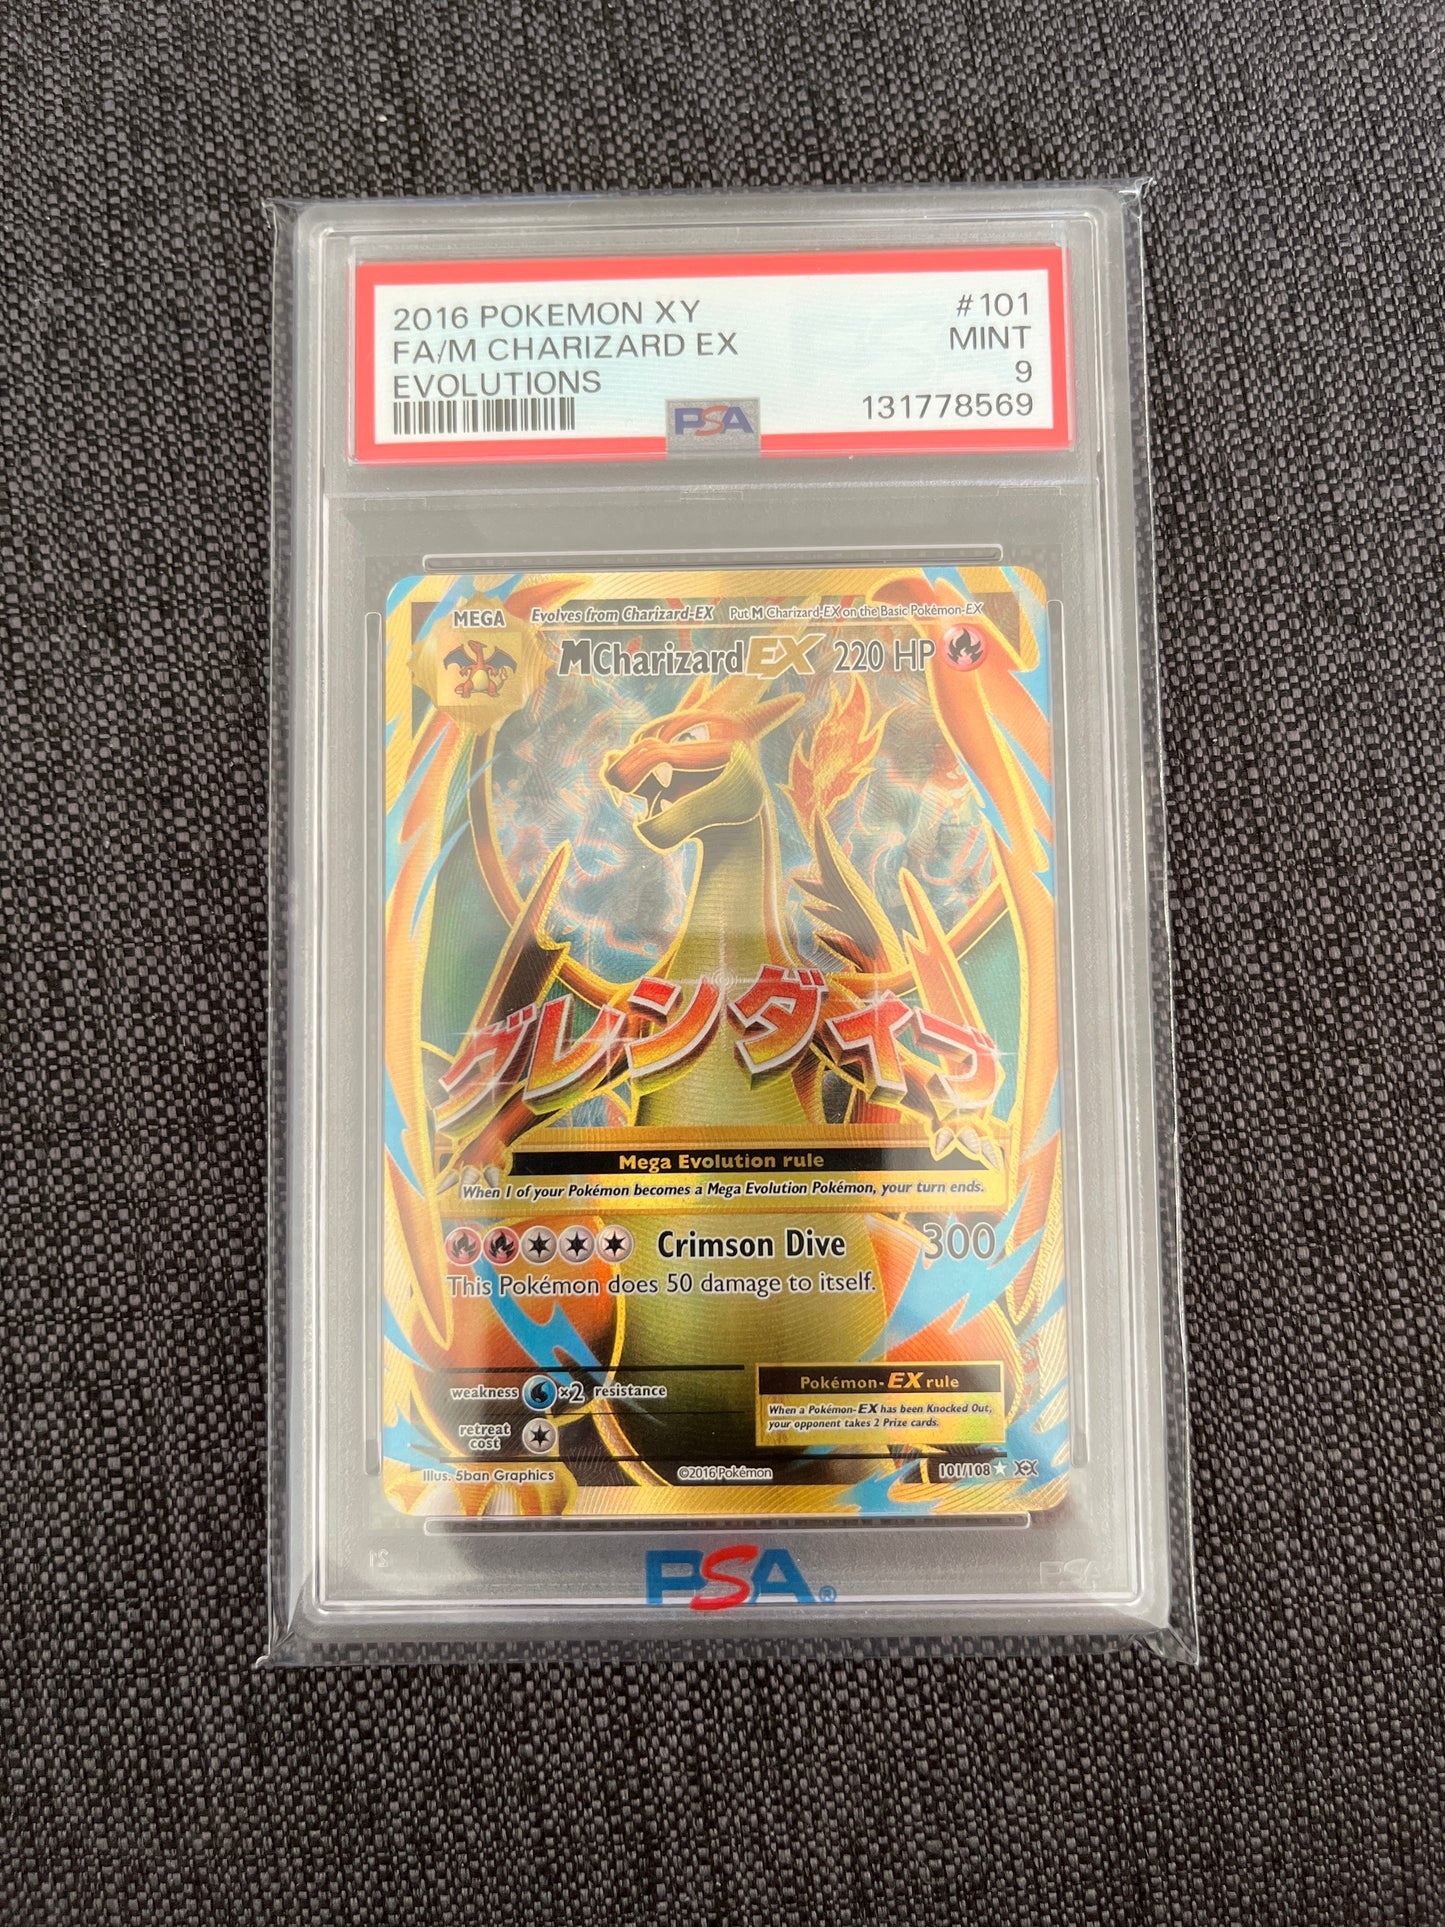 2016 POKEMON XY #101
FA/M CHARIZARD EX MINT
EVOLUTIONS 9
131778569
PSA
MEGA Evolves from Charizard-EX Put M Charizard-EX on the Basic Pokémon-EX
M Charizard EX 220 HP
グレンダイブ
Mega Evolution rule
When 1 of your Pokémon becomes a Mega Evolution Pokémon, your turn ends.
Crimson Dive 300
This Pokémon does 50 damage to itself.
weakness ×2 resistance
retreat
cost
Pokémon-EX rule
When a Pokémon-EX has been Knocked Out,
your opponent takes 2 Prize cards.
Illus. 5ban Graphics ©2016 Pokémon 101/108
PSA®
PSA